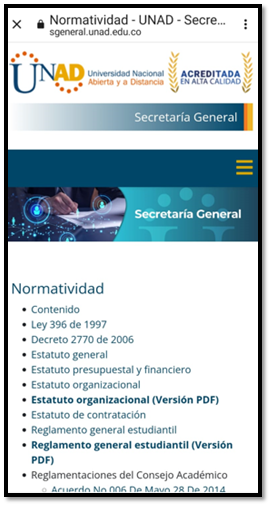 Normatividad - UNAD - Secre...
sgeneral.unad.edu.co
UNAD Universidad Nacional
Abierta y a Distancia
ACREDITADA
EN ALTA CALIDAD
Secretaría General
Secretaría General
Normatividad
Contenido
Ley 396 de 1997
Decreto 2770 de 2006
Estatuto general
Estatuto presupuestal y financiero
Estatuto organizacional
Estatuto organizacional (Versión PDF)
Estatuto de contratación
Reglamento general estudiantil
Reglamento general estudiantil (Versión
PDF)
Reglamentaciones del Consejo Académico
Acuerdo No 006 De Mayo 28 De 2014